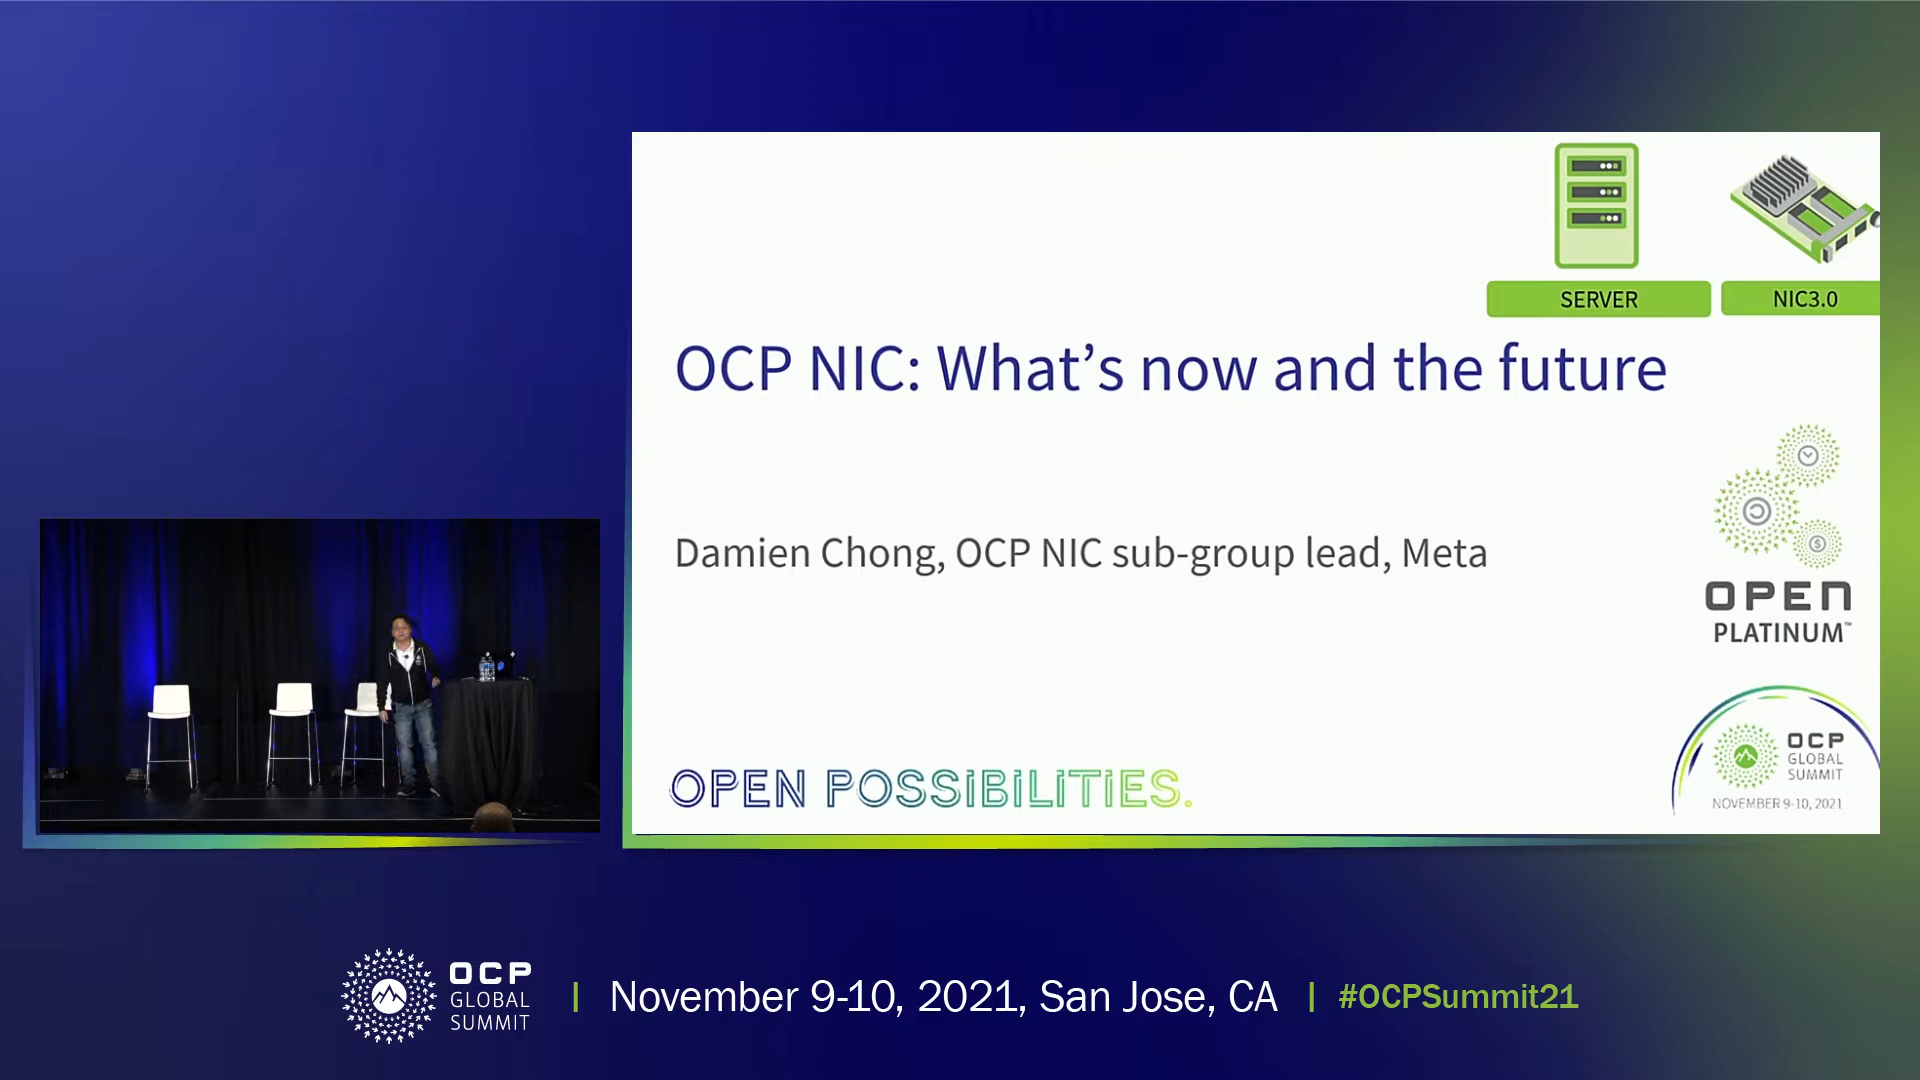 SERVER
NIC3.0
OCP NIC: What's now and the future
Damien Chong, OCP NIC sub-group lead, Meta
OPEN
PLATINUM™
OPEN POSSIBILITIES.
OCP
GLOBAL
SUMMIT
NOVEMBER 9-10, 2021
OCP
GLOBAL
SUMMIT
| November 9-10, 2021, San Jose, CA | #OCPSummit21